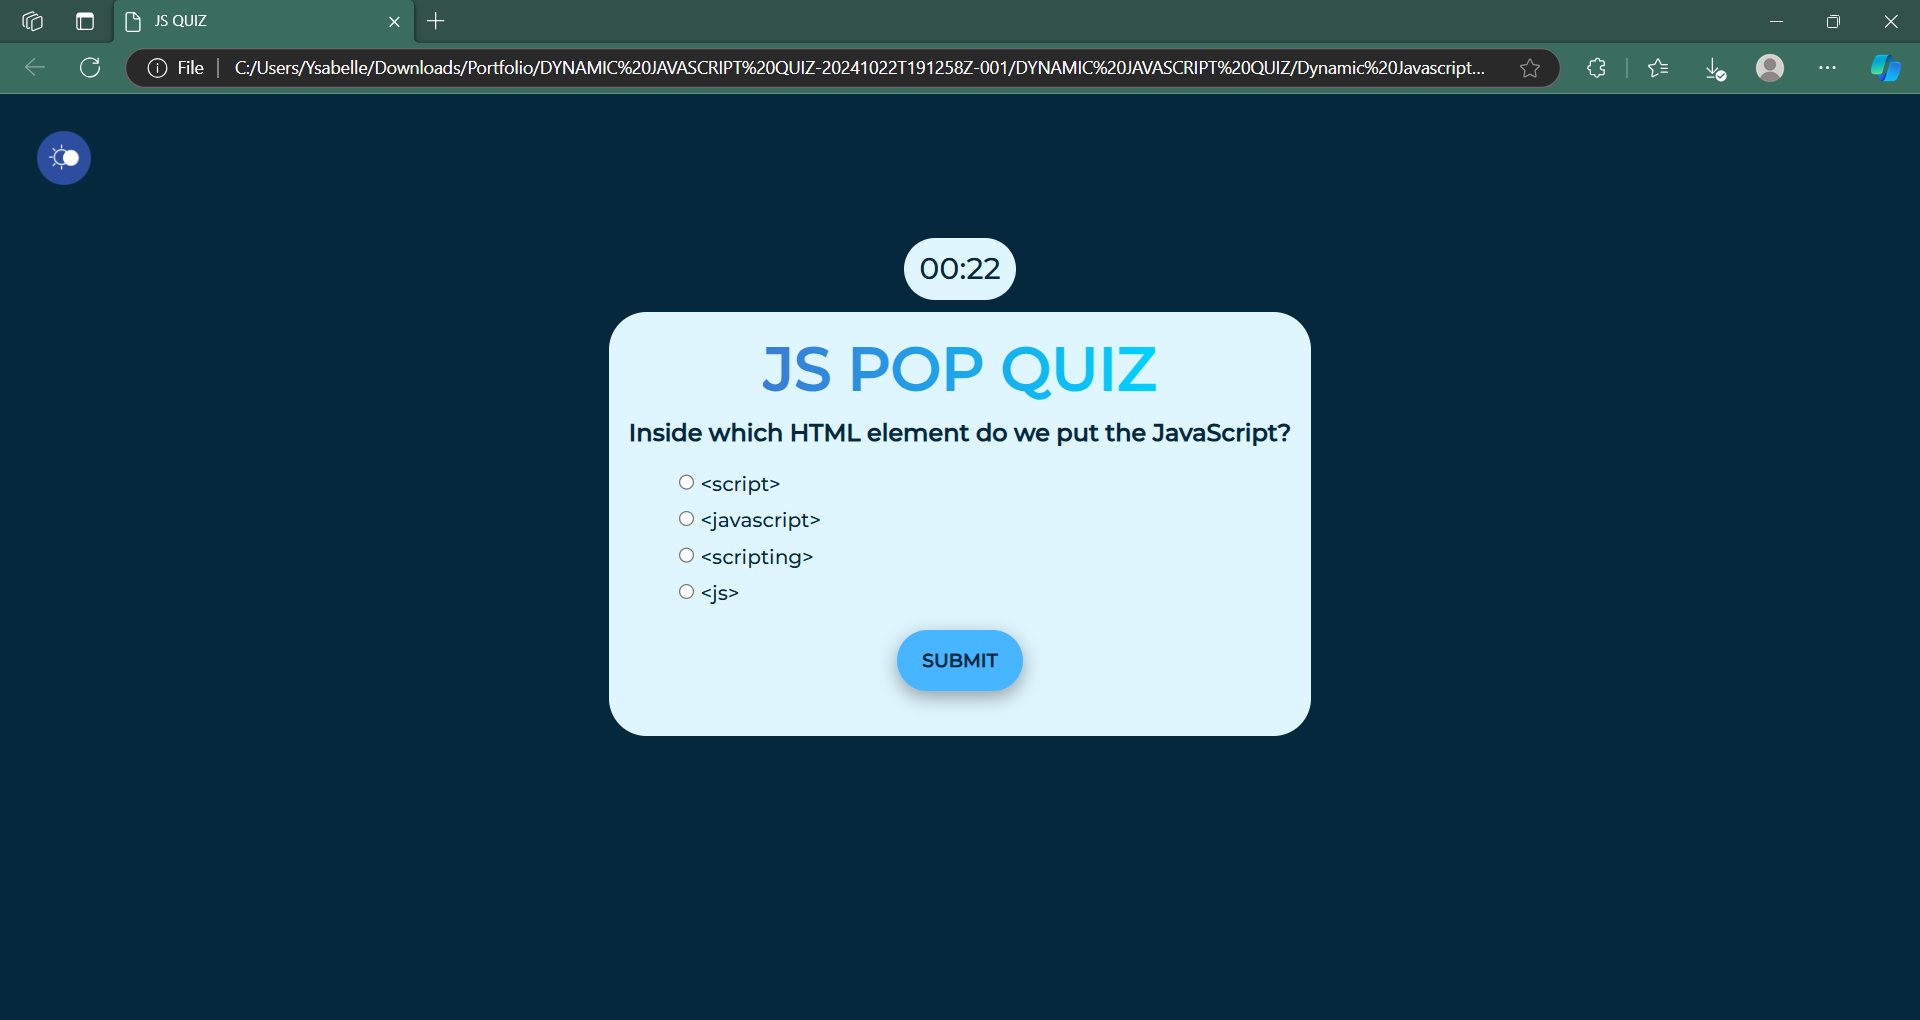 JS QUIZ
File
C:/Users/Ysabelle/Downloads/Portfolio/DYNAMIC%20JAVASCRIPT%20QUIZ-20241022T191258Z-001/DYNAMIC%20JAVASCRIPT%20QUIZ/Dynamic%20Javascript...
00:22
JS POP QUIZ
Inside which HTML element do we put the JavaScript?
<script>
<javascript>
<scripting>
<js>
SUBMIT